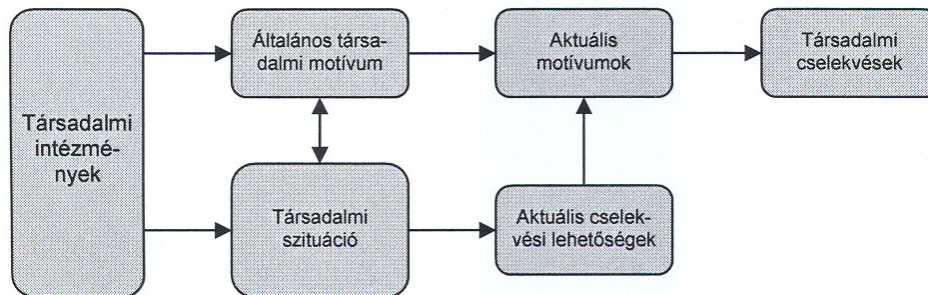 Társadalmi
intézmé-
nyek
Általános társa-
dalmi motívum
Aktuális
motívumok
Társadalmi
cselekvések
Társadalmi
szituáció
Aktuális cselek-
vési lehetőségek